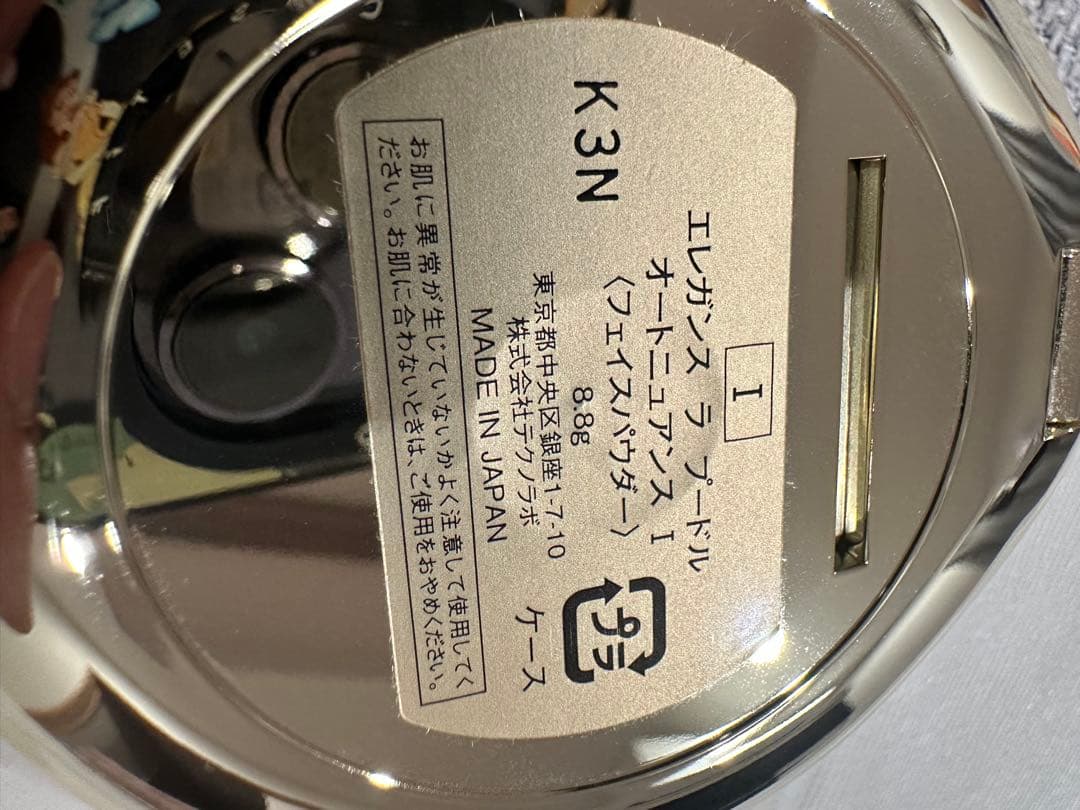 I
エレガンス ラ プードル
オートニュアンス I
〈フェイスパウダー〉
8.8g
K3N
東京都中央区銀座1-7-10
株式会社テクノラボ
MADE IN JAPAN
プラ
ケース
お肌に異常が生じていないかよく注意して使用してく
ださい。お肌に合わないときは、ご使用をおやめください。